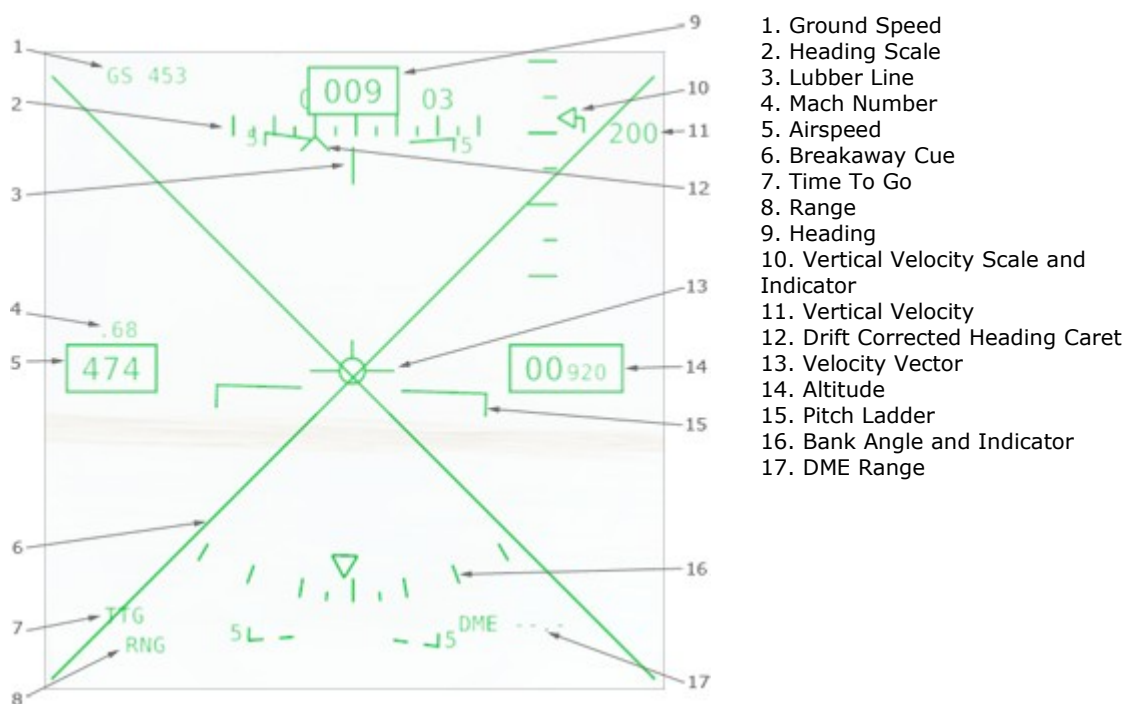 1
GS 453
2
009
03
5
5
3
4
.68
5
474
6
TTG
7
RNG
8
5
5
DME ----
9
10
200
11
12
13
00920
14
15
16
17
1. Ground Speed
2. Heading Scale
3. Lubber Line
4. Mach Number
5. Airspeed
6. Breakaway Cue
7. Time To Go
8. Range
9. Heading
10. Vertical Velocity Scale and
Indicator
11. Vertical Velocity
12. Drift Corrected Heading Caret
13. Velocity Vector
14. Altitude
15. Pitch Ladder
16. Bank Angle and Indicator
17. DME Range